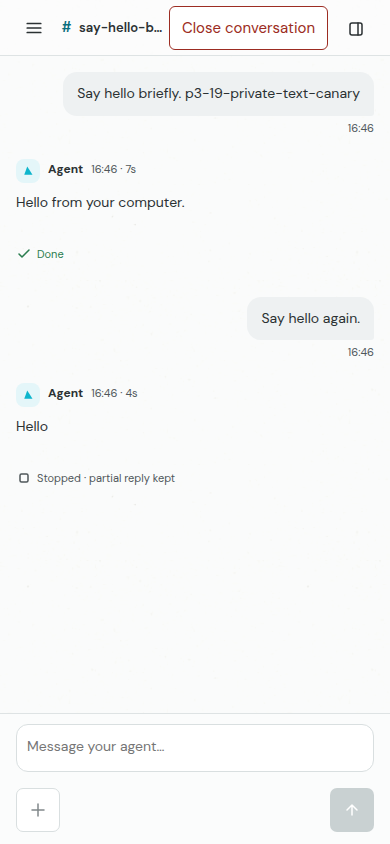 # say-hello-b...
Close conversation
Say hello briefly. p3-19-private-text-canary
16:46
Agent 16:46 · 7s
Hello from your computer.
Done
Say hello again.
16:46
Agent 16:46 · 4s
Hello
Stopped · partial reply kept
Message your agent...